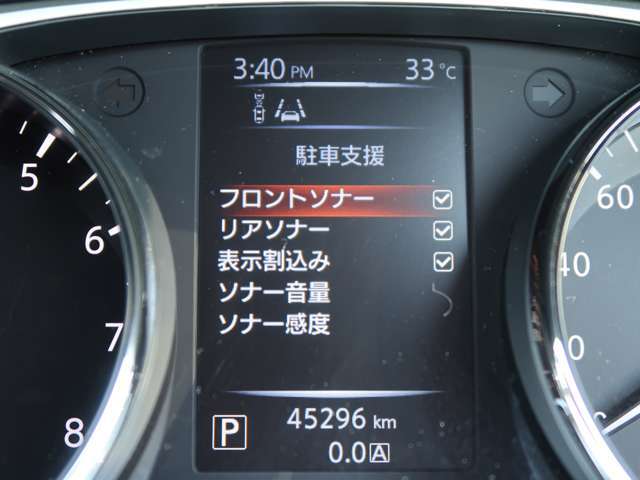 3:40 PM 33°C
駐車支援
フロントソナー
リアソナー
表示割込み
ソナー音量
ソナー感度
45296 km
P
0.0 A
5
6
7
8
60
40